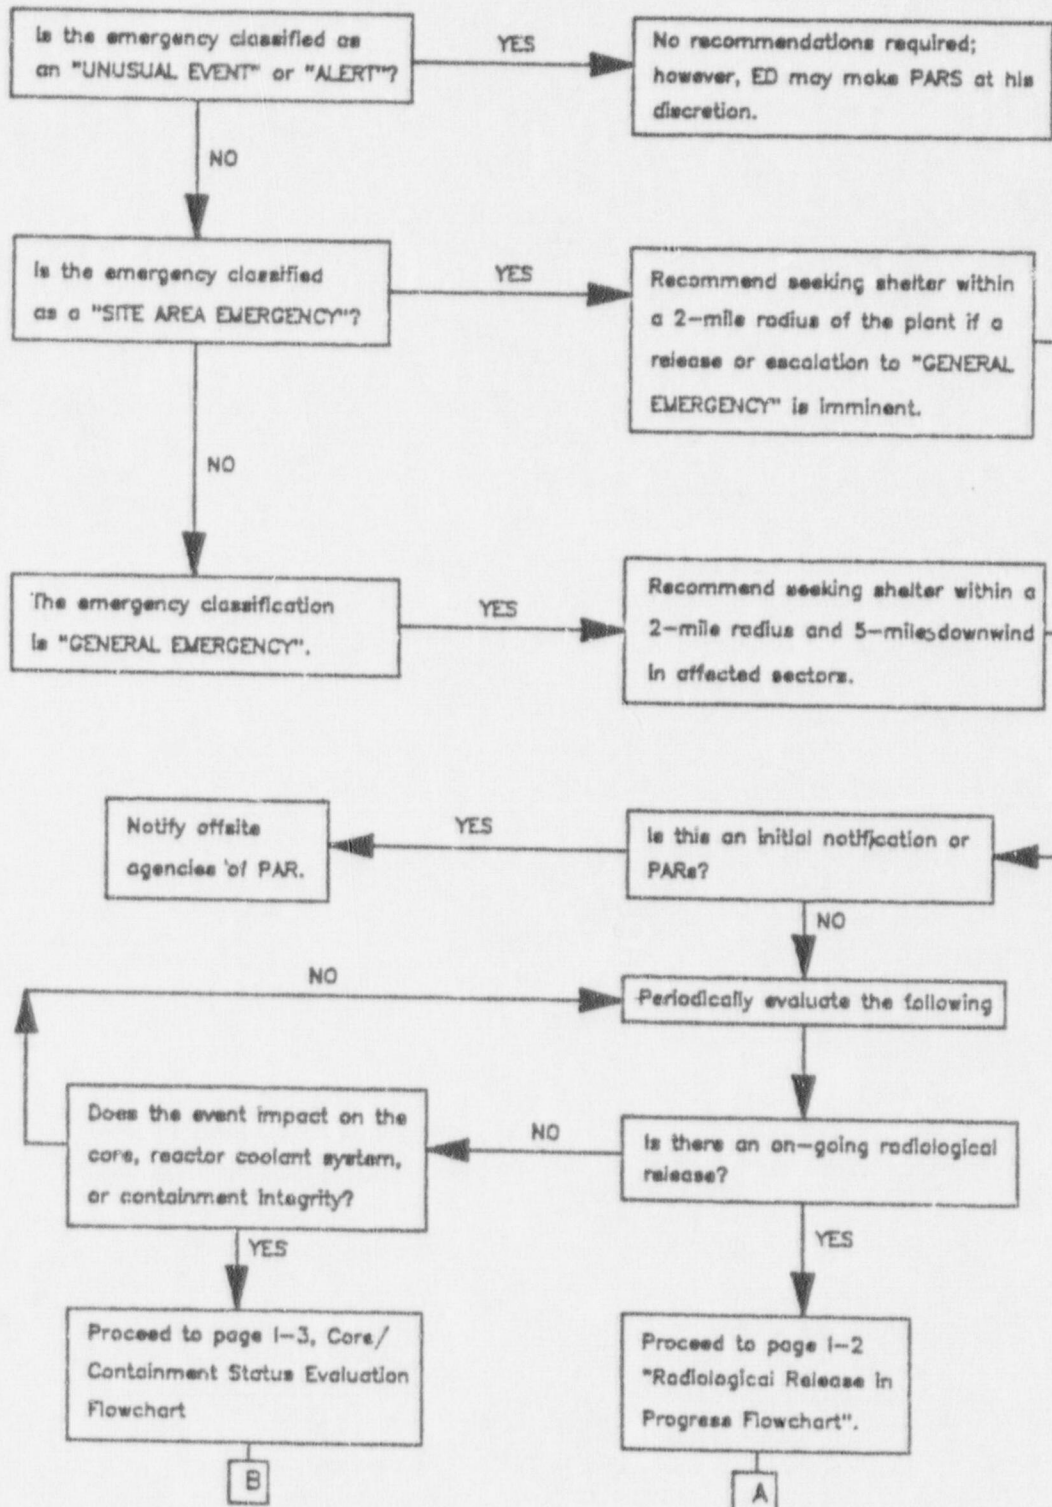 Is the emergency classified as
an "UNUSUAL EVENT" or "ALERT"?
YES
No recommendations required;
however, ED may make PARS at his
discretion.
NO
Is the emergency classified
as a "SITE AREA EMERGENCY"?
YES
Recommend seeking shelter within
a 2-mile radius of the plant if a
release or escalation to "GENERAL
EMERGENCY" is imminent.
NO
The emergency classification
is "GENERAL EMERGENCY".
YES
Recommend seeking shelter within a
2-mile radius and 5-miles downwind
in affected sectors.
Is this an initial notification or
PARs?
YES
Notify offsite
agencies of PAR.
NO
Periodically evaluate the following
NO
Is there an on-going radiological
release?
NO
Does the event impact on the
core, reactor coolant system,
or containment integrity?
YES
YES
Proceed to page 1-3, Core/
Containment Status Evaluation
Flowchart
Proceed to page 1-2
"Radiological Release in
Progress Flowchart".
B
A